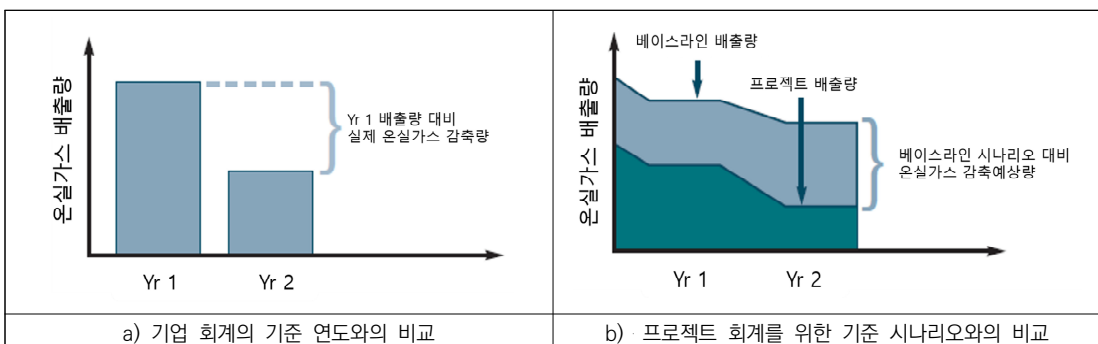 온실가스 배출량
Yr 1 배출량 대비
실제 온실가스 감축량
Yr 1
Yr 2
a) 기업 회계의 기준 연도와의 비교
온실가스 배출량
베이스라인 배출량
프로젝트 배출량
베이스라인 시나리오 대비
온실가스 감축예상량
Yr 1
Yr 2
b) 프로젝트 회계를 위한 기준 시나리오와의 비교